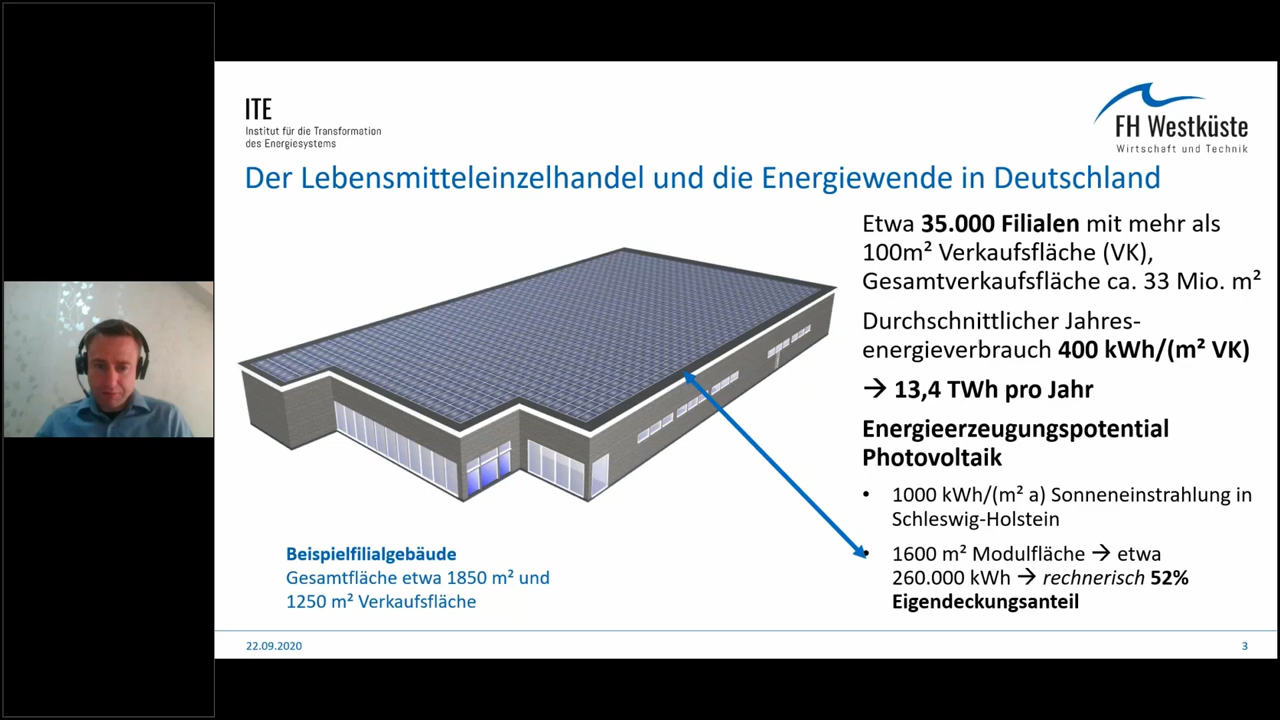 ITE
Institut für die Transformation
des Energiesystems
FH Westküste
Wirtschaft und Technik
Der Lebensmitteleinzelhandel und die Energiewende in Deutschland
Etwa 35.000 Filialen mit mehr als
100m² Verkaufsfläche (VK),
Gesamtverkaufsfläche ca. 33 Mio. m²
Durchschnittlicher Jahres-
energieverbrauch 400 kWh/(m² VK)
→ 13,4 TWh pro Jahr
Energieerzeugungspotential
Photovoltaik
• 1000 kWh/(m² a) Sonneneinstrahlung in
Schleswig-Holstein
• 1600 m² Modulfläche → etwa
260.000 kWh → rechnerisch 52%
Eigendeckungsanteil
Beispielfilialgebäude
Gesamtfläche etwa 1850 m² und
1250 m² Verkaufsfläche
22.09.2020
3